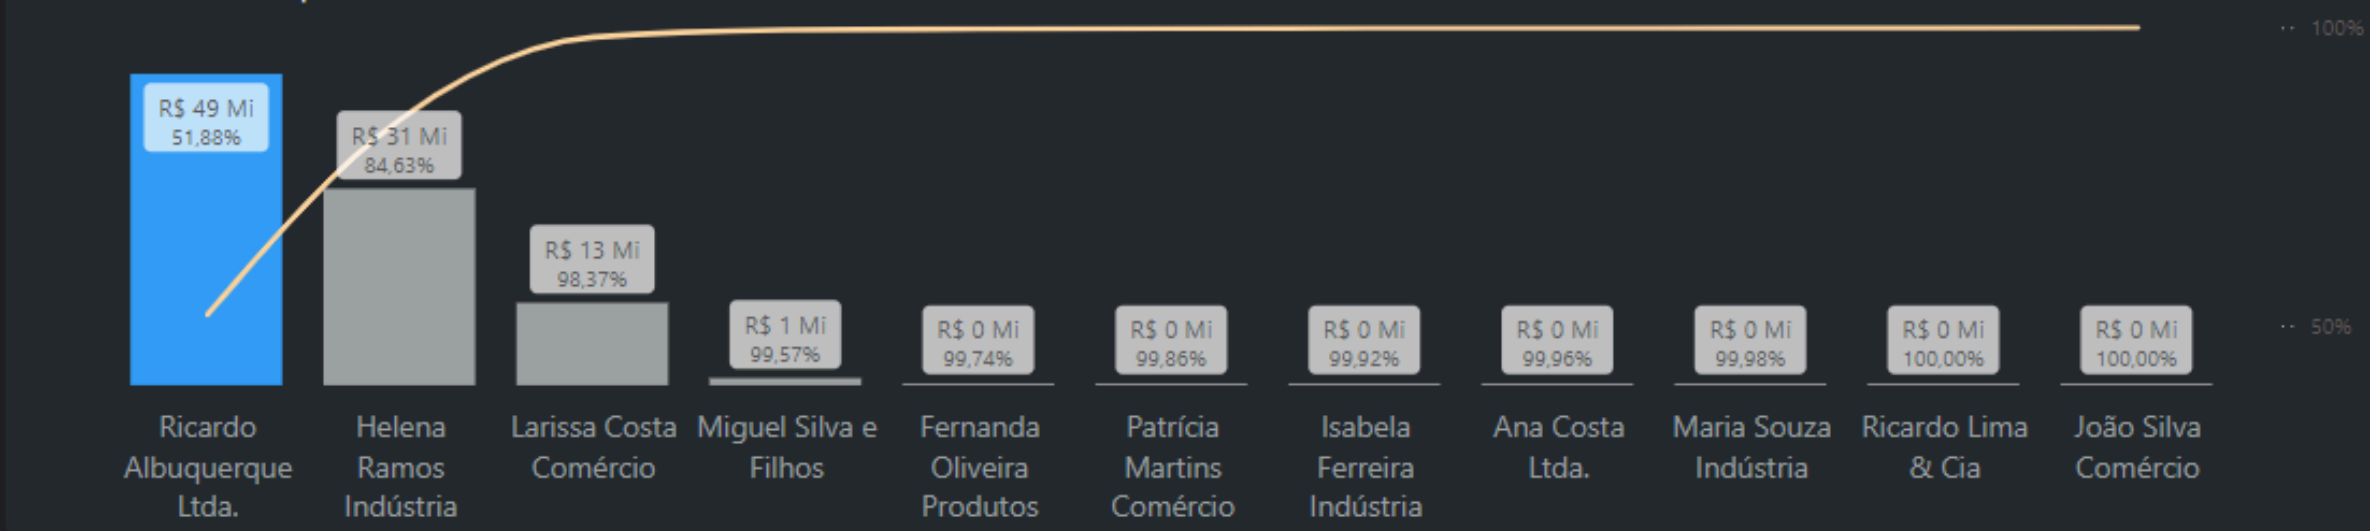 100%
R$ 49 Mi
51,88%
R$ 31 Mi
84,63%
R$ 13 Mi
98,37%
R$ 1 Mi
99,57%
R$ 0 Mi
99,74%
R$ 0 Mi
99,86%
R$ 0 Mi
99,92%
R$ 0 Mi
99,96%
R$ 0 Mi
99,98%
R$ 0 Mi
100,00%
R$ 0 Mi
100,00%
50%
Ricardo
Albuquerque
Ltda.
Helena
Ramos
Indústria
Larissa Costa
Comércio
Miguel Silva e
Filhos
Fernanda
Oliveira
Produtos
Patrícia
Martins
Comércio
Isabela
Ferreira
Indústria
Ana Costa
Ltda.
Maria Souza
Indústria
Ricardo Lima
& Cia
João Silva
Comércio